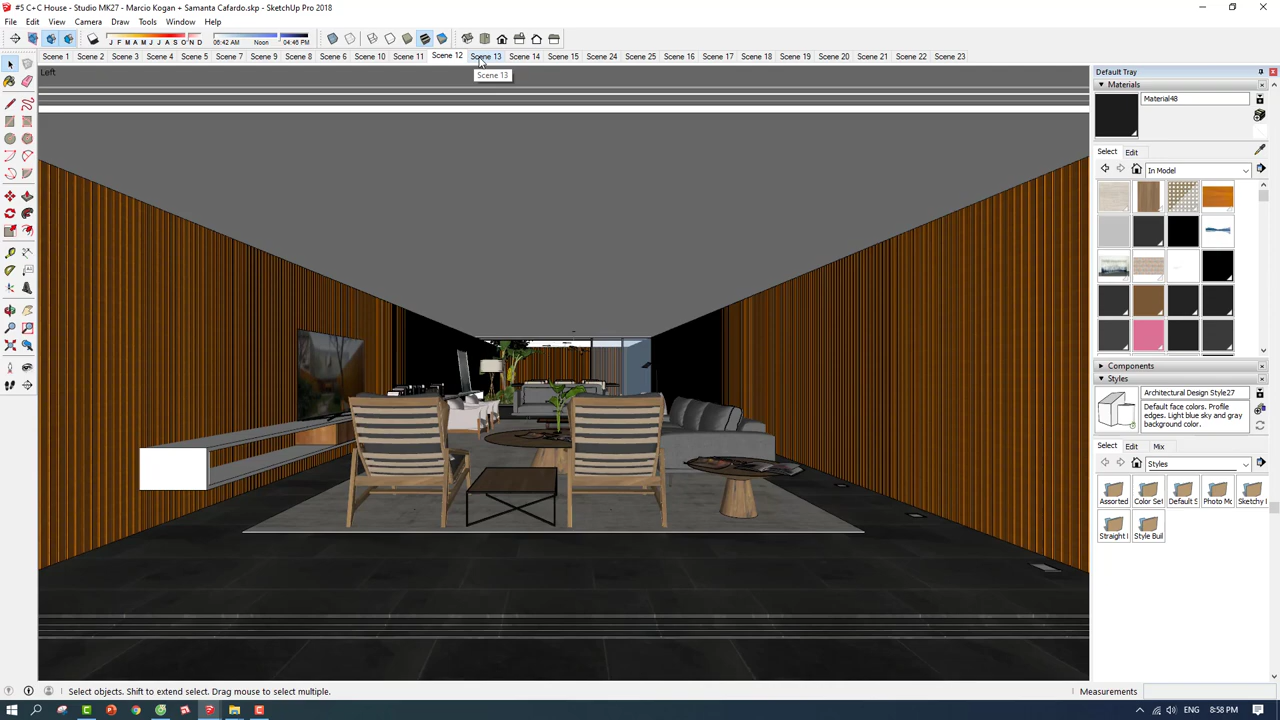 #5 C+C House - Studio MK27 - Marcio Kogan + Samanta Cafardo.skp - SketchUp Pro 2018
File Edit View Camera Draw Tools Window Help
J F M A M J J A S O N D 06:42 AM Noon 04:46 PM
Scene 1 Scene 2 Scene 3 Scene 4 Scene 5 Scene 7 Scene 9 Scene 8 Scene 6 Scene 10 Scene 11 Scene 12 Scene 13 Scene 14 Scene 15 Scene 24 Scene 25 Scene 16 Scene 17 Scene 18 Scene 19 Scene 20 Scene 21 Scene 22 Scene 23
Left
Scene 13
Default Tray
Materials
Material48
Select Edit
In Model
Components
Styles
Architectural Design Style27
Default face colors. Profile
edges. Light blue sky and gray
background color.
Select Edit Mix
Styles
Assorted Color Set Default S Photo Mo Sketchy I
Straight I Style Buil
Select objects. Shift to extend select. Drag mouse to select multiple.
Measurements
ENG 8:58 PM